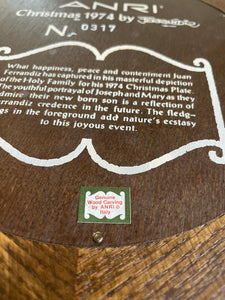 ANRI®
Christmas 1974 by
No 0317
What happiness, peace and contentment Juan
Ferrandiz has captured in his masterful depiction
of the Holy Family for his 1974 Christmas Plate.
The youthful portrayal of Joseph and Mary as they
admire their new born son is a reflection of
Ferrandiz credence in the future. The fledg-
ings in the foreground add nature's ecstasy
to this joyous event.
Genuine
Wood Carving
by ANRI®
Italy